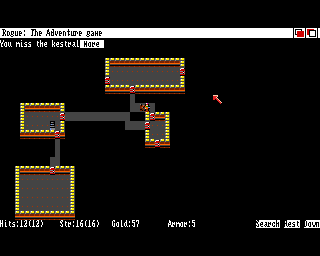 Rogue: The Adventure game
You miss the kestral More
Hits:12(12) Str:16(16) Gold:57 Armor:5 Search Rest Down